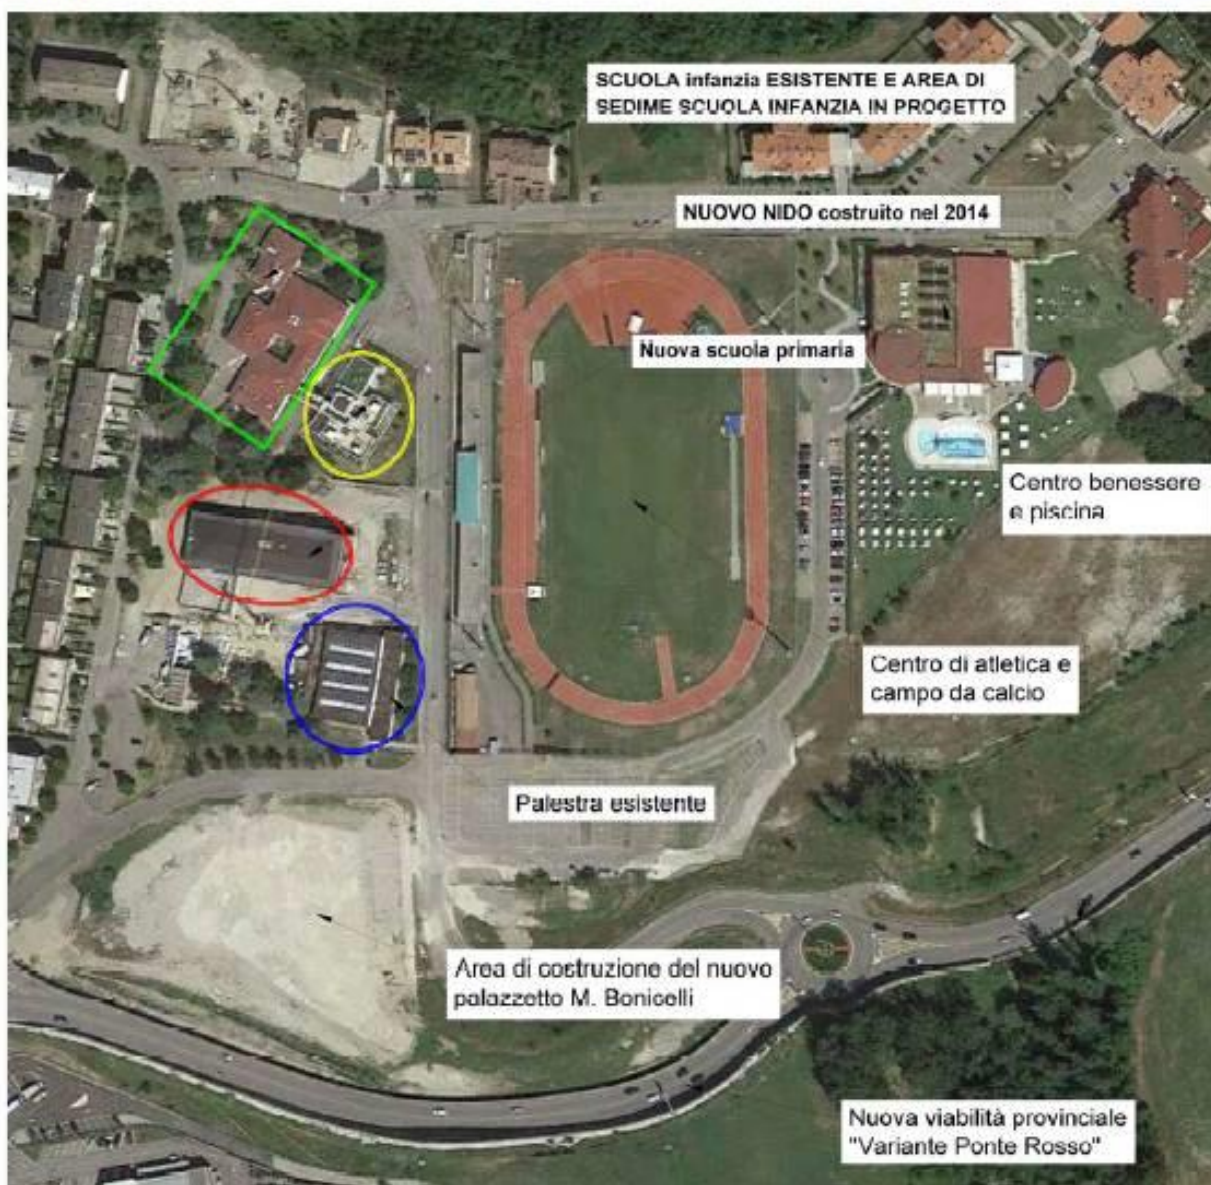 SCUOLA infanzia ESISTENTE E AREA DI
SEDIME SCUOLA INFANZIA IN PROGETTO
NUOVO NIDO costruito nel 2014
Nuova scuola primaria
Centro benessere
e piscina
Centro di atletica e
campo da calcio
Palestra esistente
Area di costruzione del nuovo
palazzetto M. Bonicelli
Nuova viabilità provinciale
"Variante Ponte Rosso"